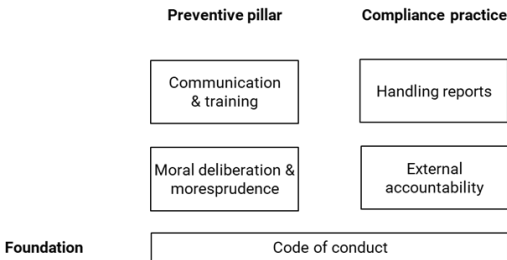 Preventive pillar
Compliance practice
Communication
& training
Handling reports
Moral deliberation &
moresprudence
External
accountability
Foundation
Code of conduct